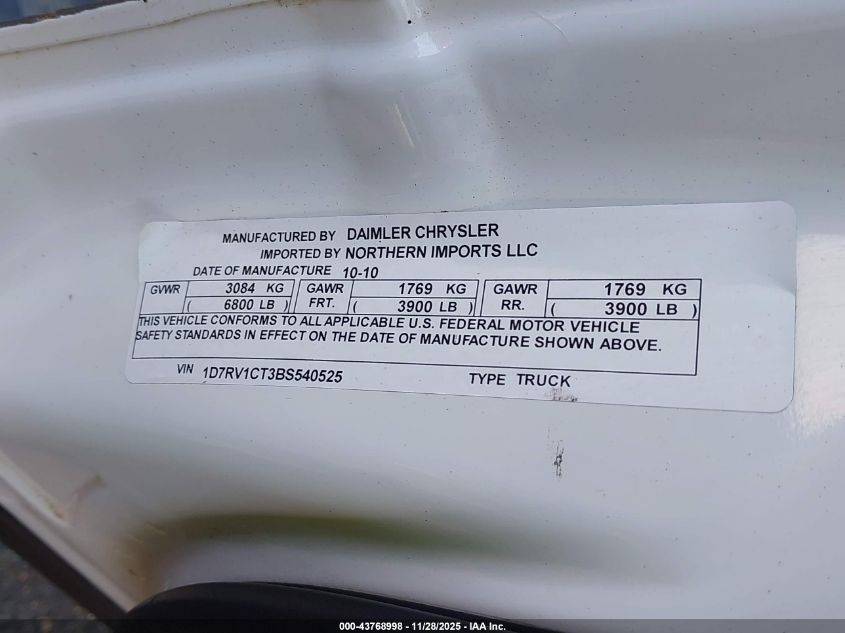 MANUFACTURED BY DAIMLER CHRYSLER
IMPORTED BY NORTHERN IMPORTS LLC
DATE OF MANUFACTURE 10-10
GVWR 3084 KG GAWR 1769 KG GAWR 1769 KG
( 6800 LB ) FRT. ( 3900 LB ) RR. ( 3900 LB )
THIS VEHICLE CONFORMS TO ALL APPLICABLE U.S. FEDERAL MOTOR VEHICLE
SAFETY STANDARDS IN EFFECT ON THE DATE OF MANUFACTURE SHOWN ABOVE.
VIN 1D7RV1CT3BS540525 TYPE TRUCK
000-43768998 | 11/28/2025 - IAA Inc.